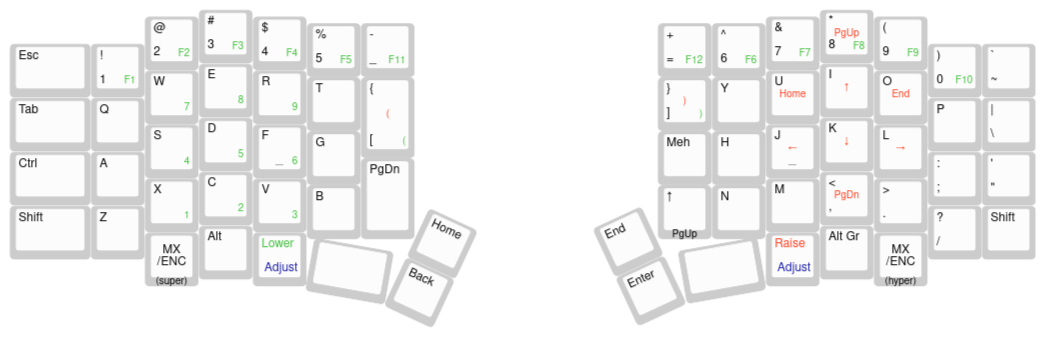 Esc
! 1 F1
@ 2 F2
# 3 F3
$ 4 F4
% 5 F5
- _ F11
Tab
Q
W 7
E 8
R 9
T
{ ( [ (
Ctrl
A
S 4
D 5
F _ 6
G
PgDn
Shift
Z
X 1
C 2
V 3
B
MX
/ENC
(super)
Alt
Lower
Adjust
Home
Back
+ = F12
^ 6 F6
& 7 F7
* PgUp 8 F8
( 9 F9
) 0 F10
` ~
} ) ] )
Y
U Home
I ↑
O End
P
| \
Meh
H
J ← _
K ↓
L →
: ;
' "
↑ PgUp
N
M
< PgDn ,
> .
? /
Shift
End
Enter
Raise
Adjust
Alt Gr
MX
/ENC
(hyper)